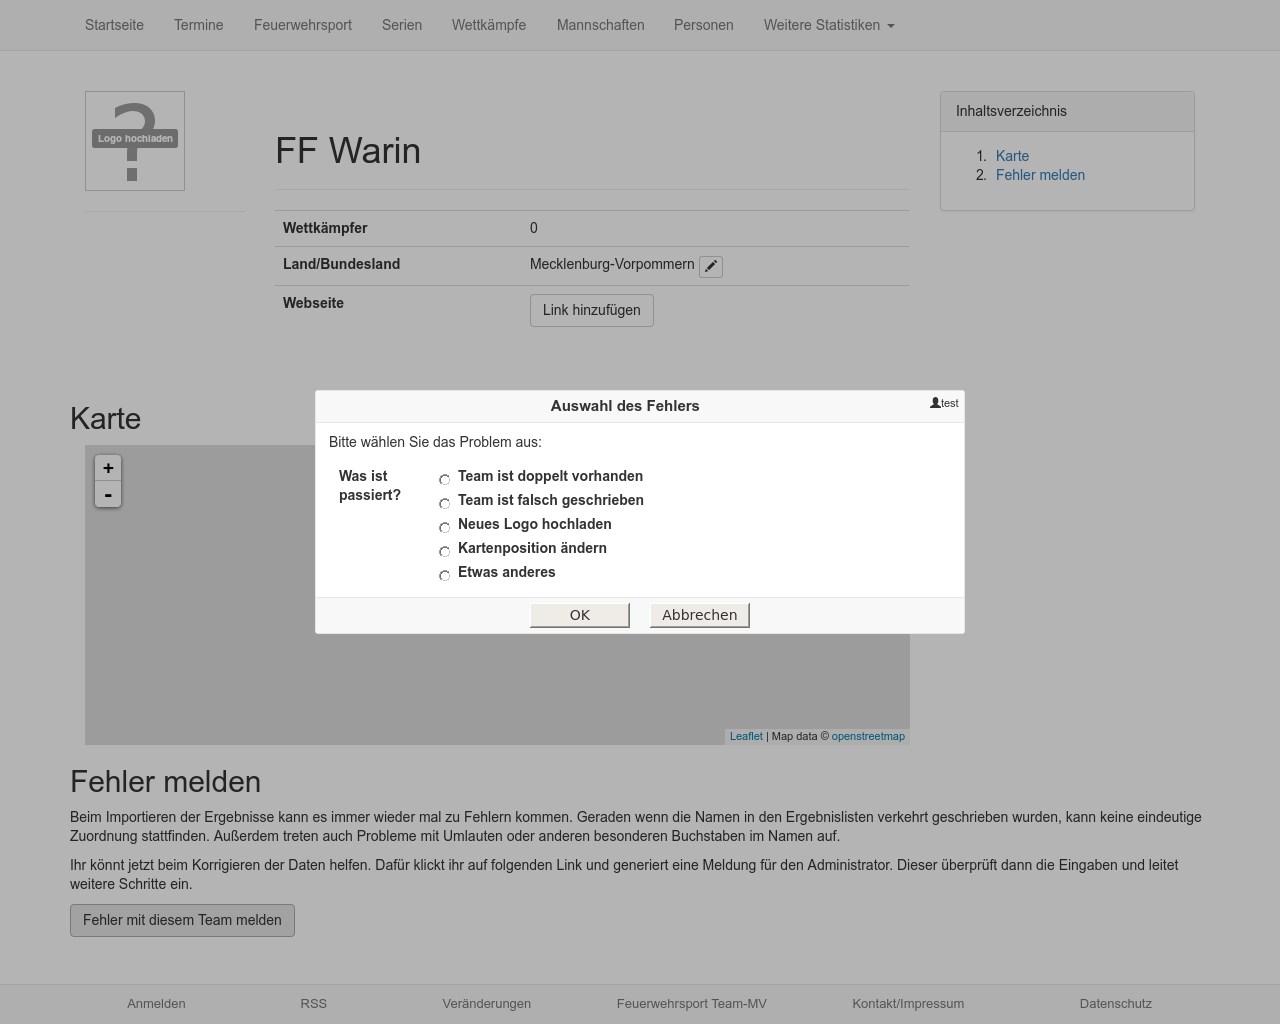 Startseite Termine Feuerwehrsport Serien Wettkämpfe Mannschaften Personen Weitere Statistiken
?
Logo hochladen
FF Warin
Inhaltsverzeichnis
1. Karte
2. Fehler melden
Wettkämpfer 0
Land/Bundesland Mecklenburg-Vorpommern
Webseite Link hinzufügen
Karte
+
-
Auswahl des Fehlers
test
Bitte wählen Sie das Problem aus:
Was ist
passiert?
Team ist doppelt vorhanden
Team ist falsch geschrieben
Neues Logo hochladen
Kartenposition ändern
Etwas anderes
OK Abbrechen
Leaflet | Map data © openstreetmap
Fehler melden
Beim Importieren der Ergebnisse kann es immer wieder mal zu Fehlern kommen. Geraden wenn die Namen in den Ergebnislisten verkehrt geschrieben wurden, kann keine eindeutige
Zuordnung stattfinden. Außerdem treten auch Probleme mit Umlauten oder anderen besonderen Buchstaben im Namen auf.
Ihr könnt jetzt beim Korrigieren der Daten helfen. Dafür klickt ihr auf folgenden Link und generiert eine Meldung für den Administrator. Dieser überprüft dann die Eingaben und leitet
weitere Schritte ein.
Fehler mit diesem Team melden
Anmelden RSS Veränderungen Feuerwehrsport Team-MV Kontakt/Impressum Datenschutz